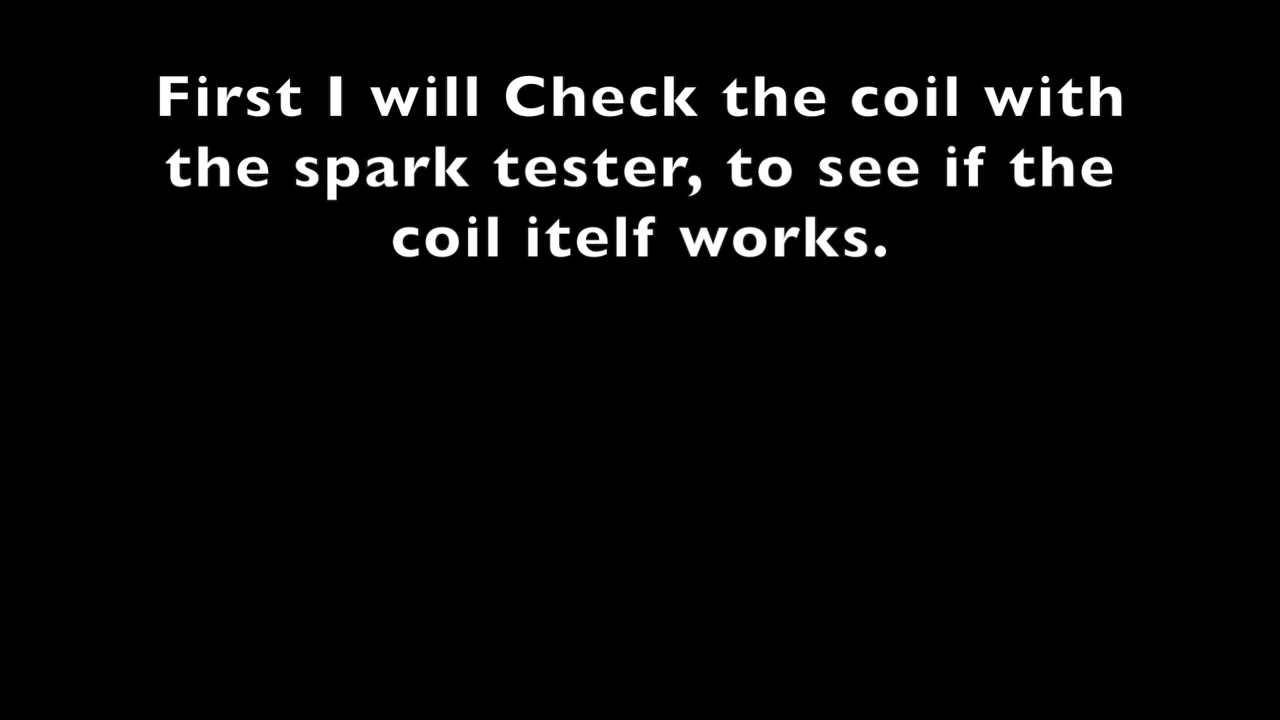 First I will Check the coil with
the spark tester, to see if the
coil itelf works.